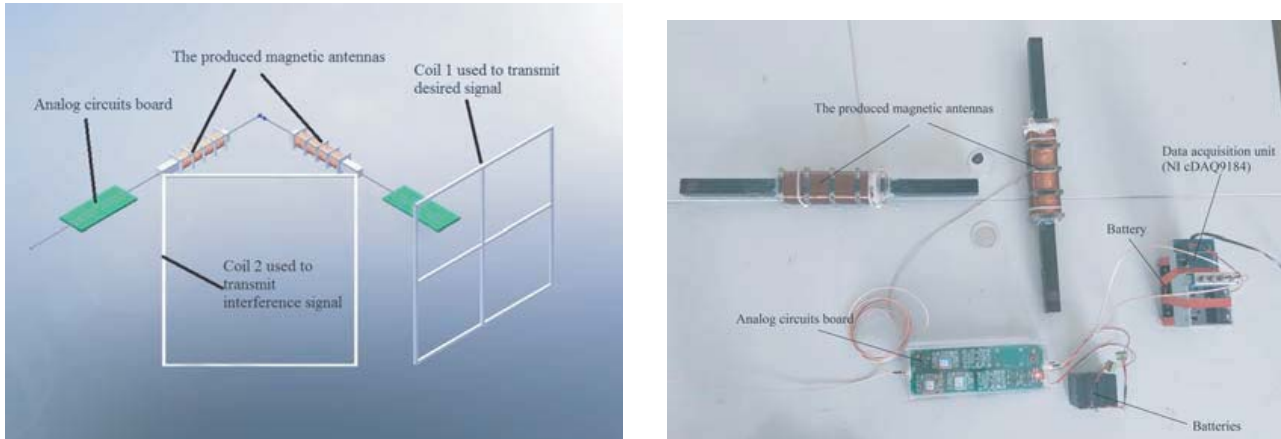 The produced magnetic antennas
Analog circuits board
Coil 1 used to transmit
desired signal
Coil 2 used to
transmit
interference signal
The produced magnetic antennas
Data acquisition unit
(NI cDAQ9184)
Battery
Analog circuits board
Batteries